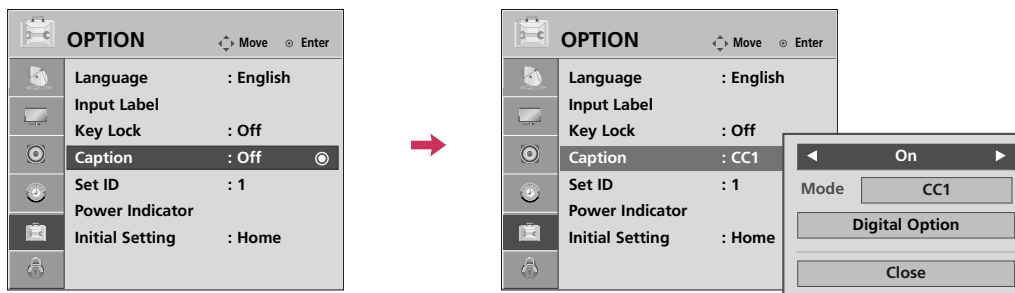 OPTION Move Enter
Language : English
Input Label
Key Lock : Off
Caption : Off
Set ID : 1
Power Indicator
Initial Setting : Home
OPTION Move Enter
Language : English
Input Label
Key Lock : Off
Caption : CC1
Set ID : 1
Power Indicator
Initial Setting : Home
On
Mode CC1
Digital Option
Close